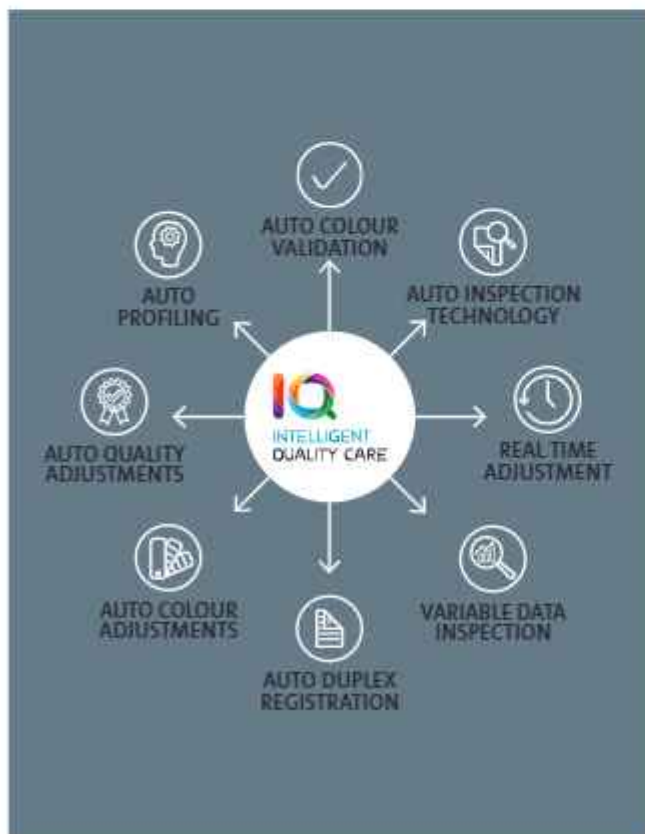 AUTO COLOUR
VALIDATION
AUTO
PROFILING
AUTO INSPECTION
TECHNOLOGY
IQ
INTELLIGENT
QUALITY CARE
AUTO QUALITY
ADJUSTMENTS
REAL TIME
ADJUSTMENT
AUTO COLOUR
ADJUSTMENTS
VARIABLE DATA
INSPECTION
AUTO DUPLEX
REGISTRATION